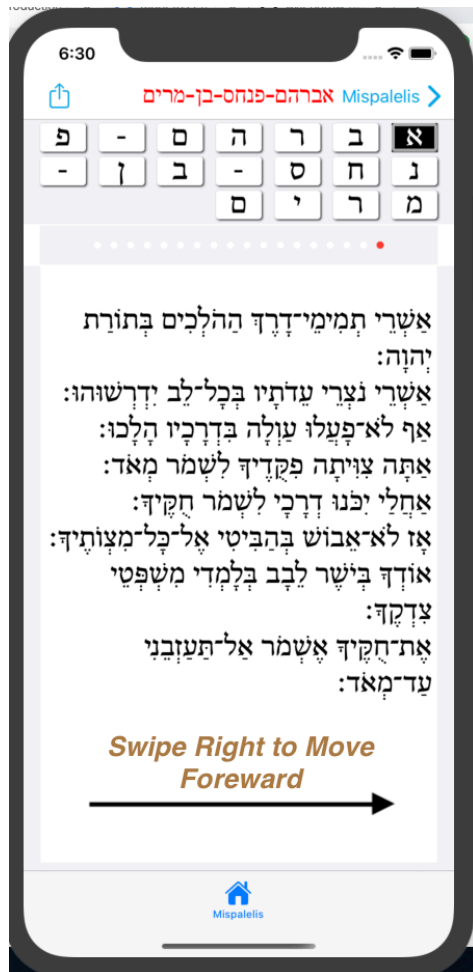 6:30
Mispalelis אברהם-פנחס-בן-מרים
א ב ר ה ם - פ
נ ח ס - ב ן -
מ ר י ם
אַשְׁרֵי תְמִימֵי־דָרֶךְ הַהֹלְכִים בְּתוֹרַת
יְהוָה:
אַשְׁרֵי נֹצְרֵי עֵדֹתָיו בְּכָל־לֵב יִדְרְשׁוּהוּ:
אַף לֹא־פָעֲלוּ עַוְלָה בִּדְרָכָיו הָלָכוּ:
אַתָּה צִוִּיתָה פִקֻּדֶיךָ לִשְׁמֹר מְאֹד:
אַחֲלַי יִכֹּנוּ דְרָכָי לִשְׁמֹר חֻקֶּיךָ:
אָז לֹא־אֵבוֹשׁ בְּהַבִּיטִי אֶל־כָּל־מִצְוֹתֶיךָ:
אוֹדְךָ בְּיֹשֶׁר לֵבָב בְּלָמְדִי מִשְׁפְּטֵי
צִדְקֶךָ:
אֶת־חֻקֶּיךָ אֶשְׁמֹר אַל־תַּעַזְבֵנִי
עַד־מְאֹד:
Swipe Right to Move
Foreward
Mispalelis